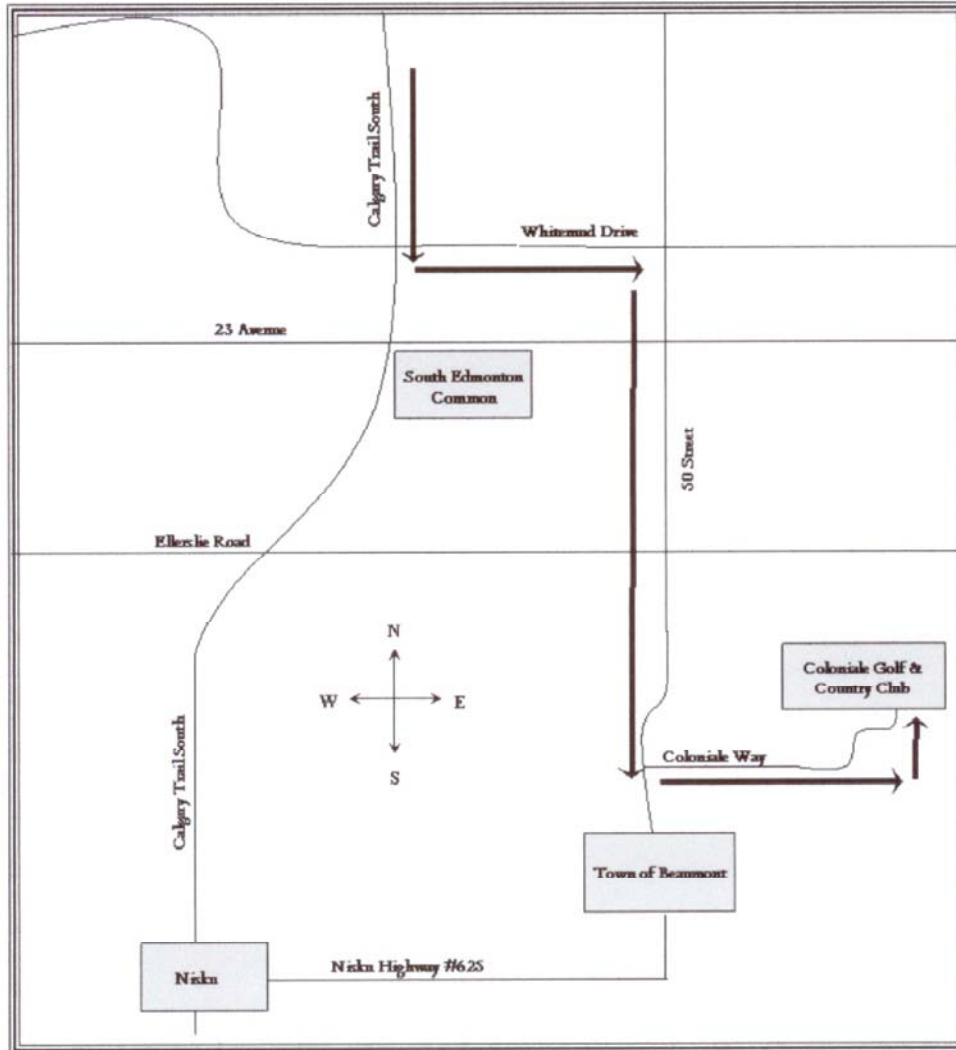 Calgary Trail South
Whitemud Drive
23 Avenue
South Edmonton
Common
50 Street
Ellerslie Road
N
W
E
S
Coloniale Golf &
Country Club
Calgary Trail South
Coloniale Way
Town of Beaumont
Nisku
Nisku Highway #625